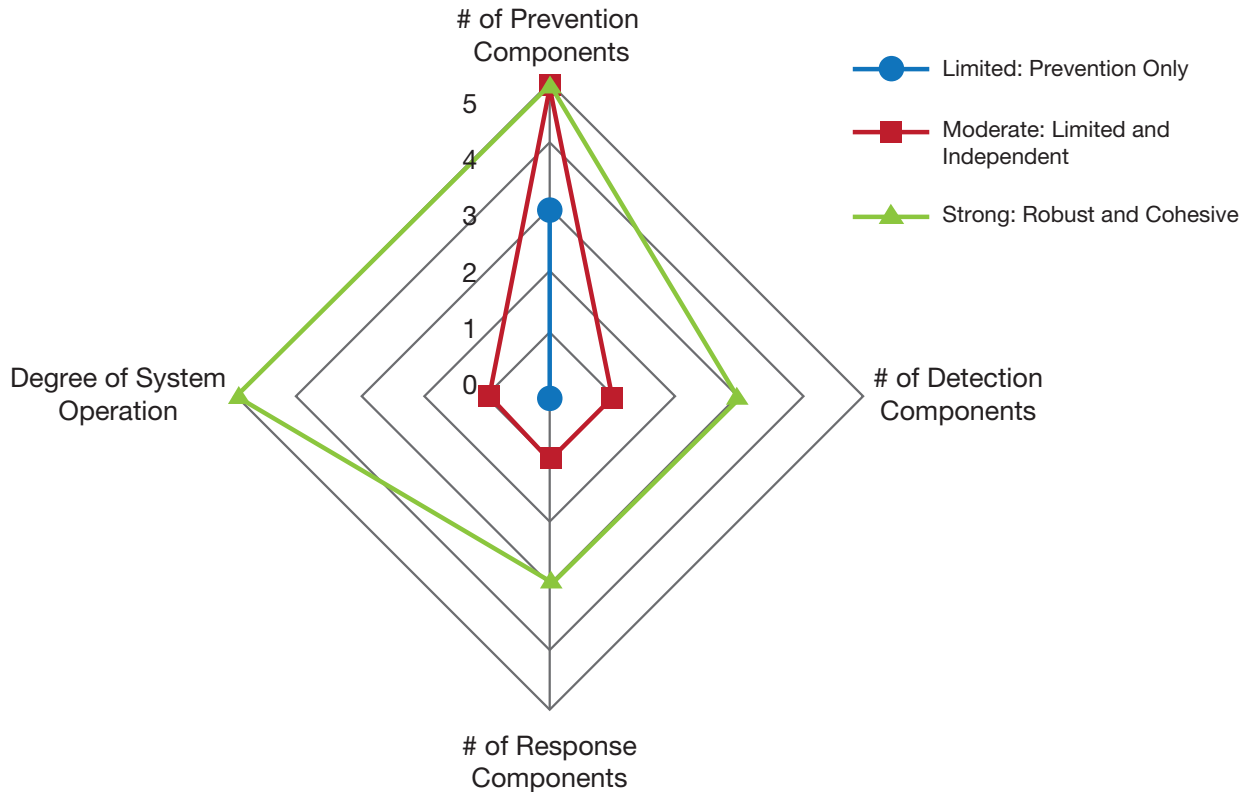 # of Prevention
Components
5
4
3
2
1
0
Limited: Prevention Only
Moderate: Limited and
Independent
Strong: Robust and Cohesive
Degree of System
Operation
# of Detection
Components
# of Response
Components